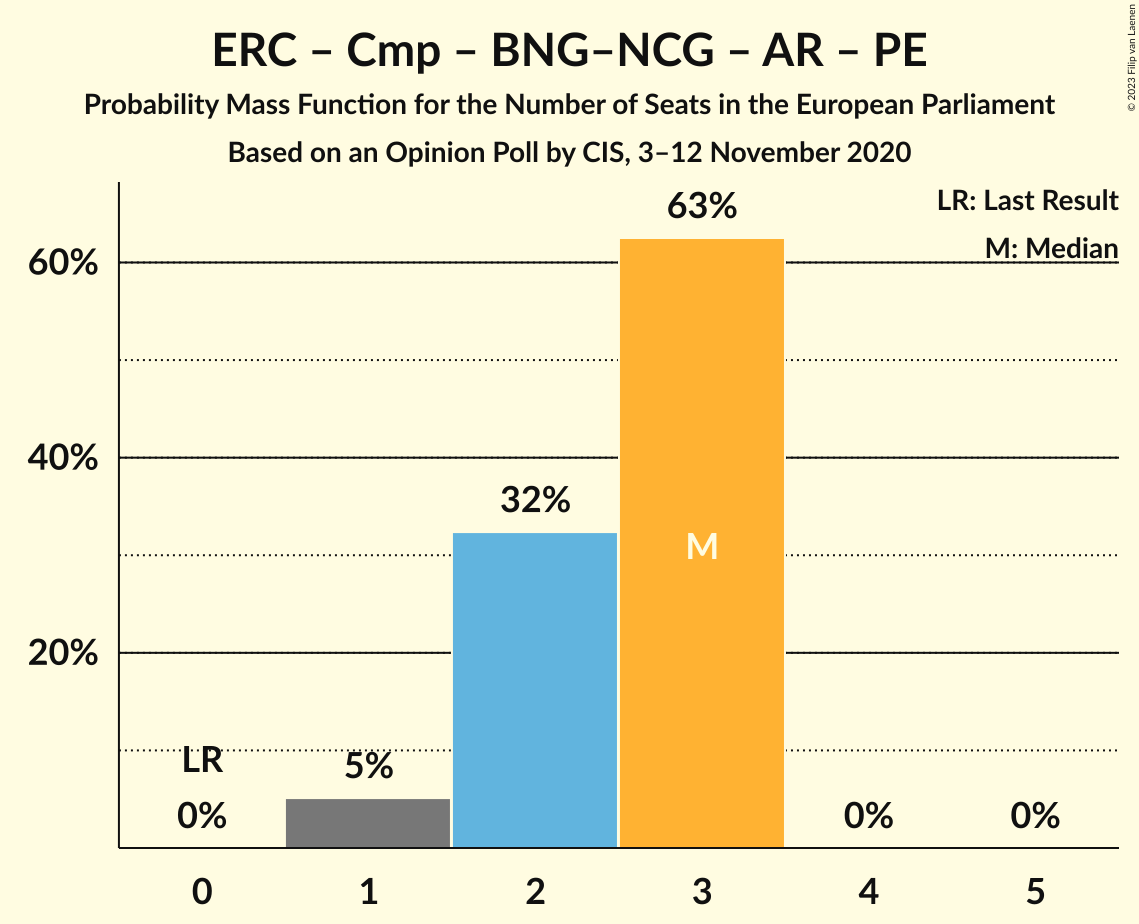 ERC – Cmp – BNG–NCG – AR – PE
Probability Mass Function for the Number of Seats in the European Parliament
Based on an Opinion Poll by CIS, 3–12 November 2020
© 2023 Filip van Laenen
LR: Last Result
M: Median
60%
40%
20%
LR
0%
5%
32%
63%
M
0%
0%
0
1
2
3
4
5